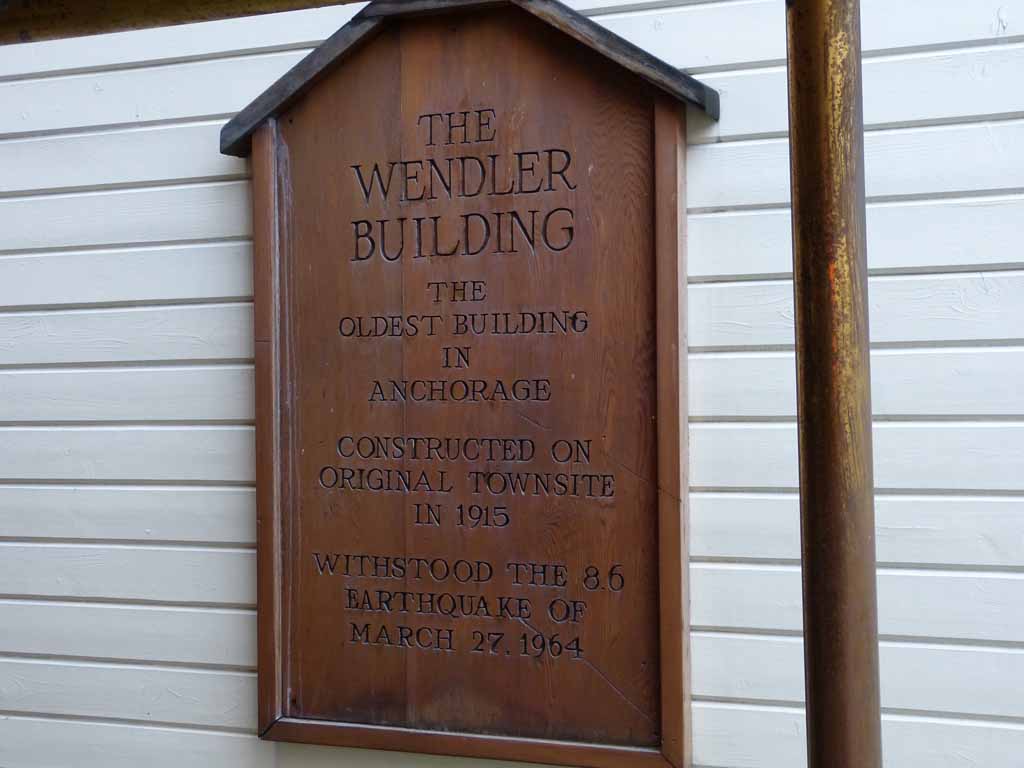 THE
WENDLER
BUILDING
THE
OLDEST BUILDING
IN
ANCHORAGE
CONSTRUCTED ON
ORIGINAL TOWNSITE
IN 1915
WITHSTOOD THE 8.6
EARTHQUAKE OF
MARCH 27, 1964